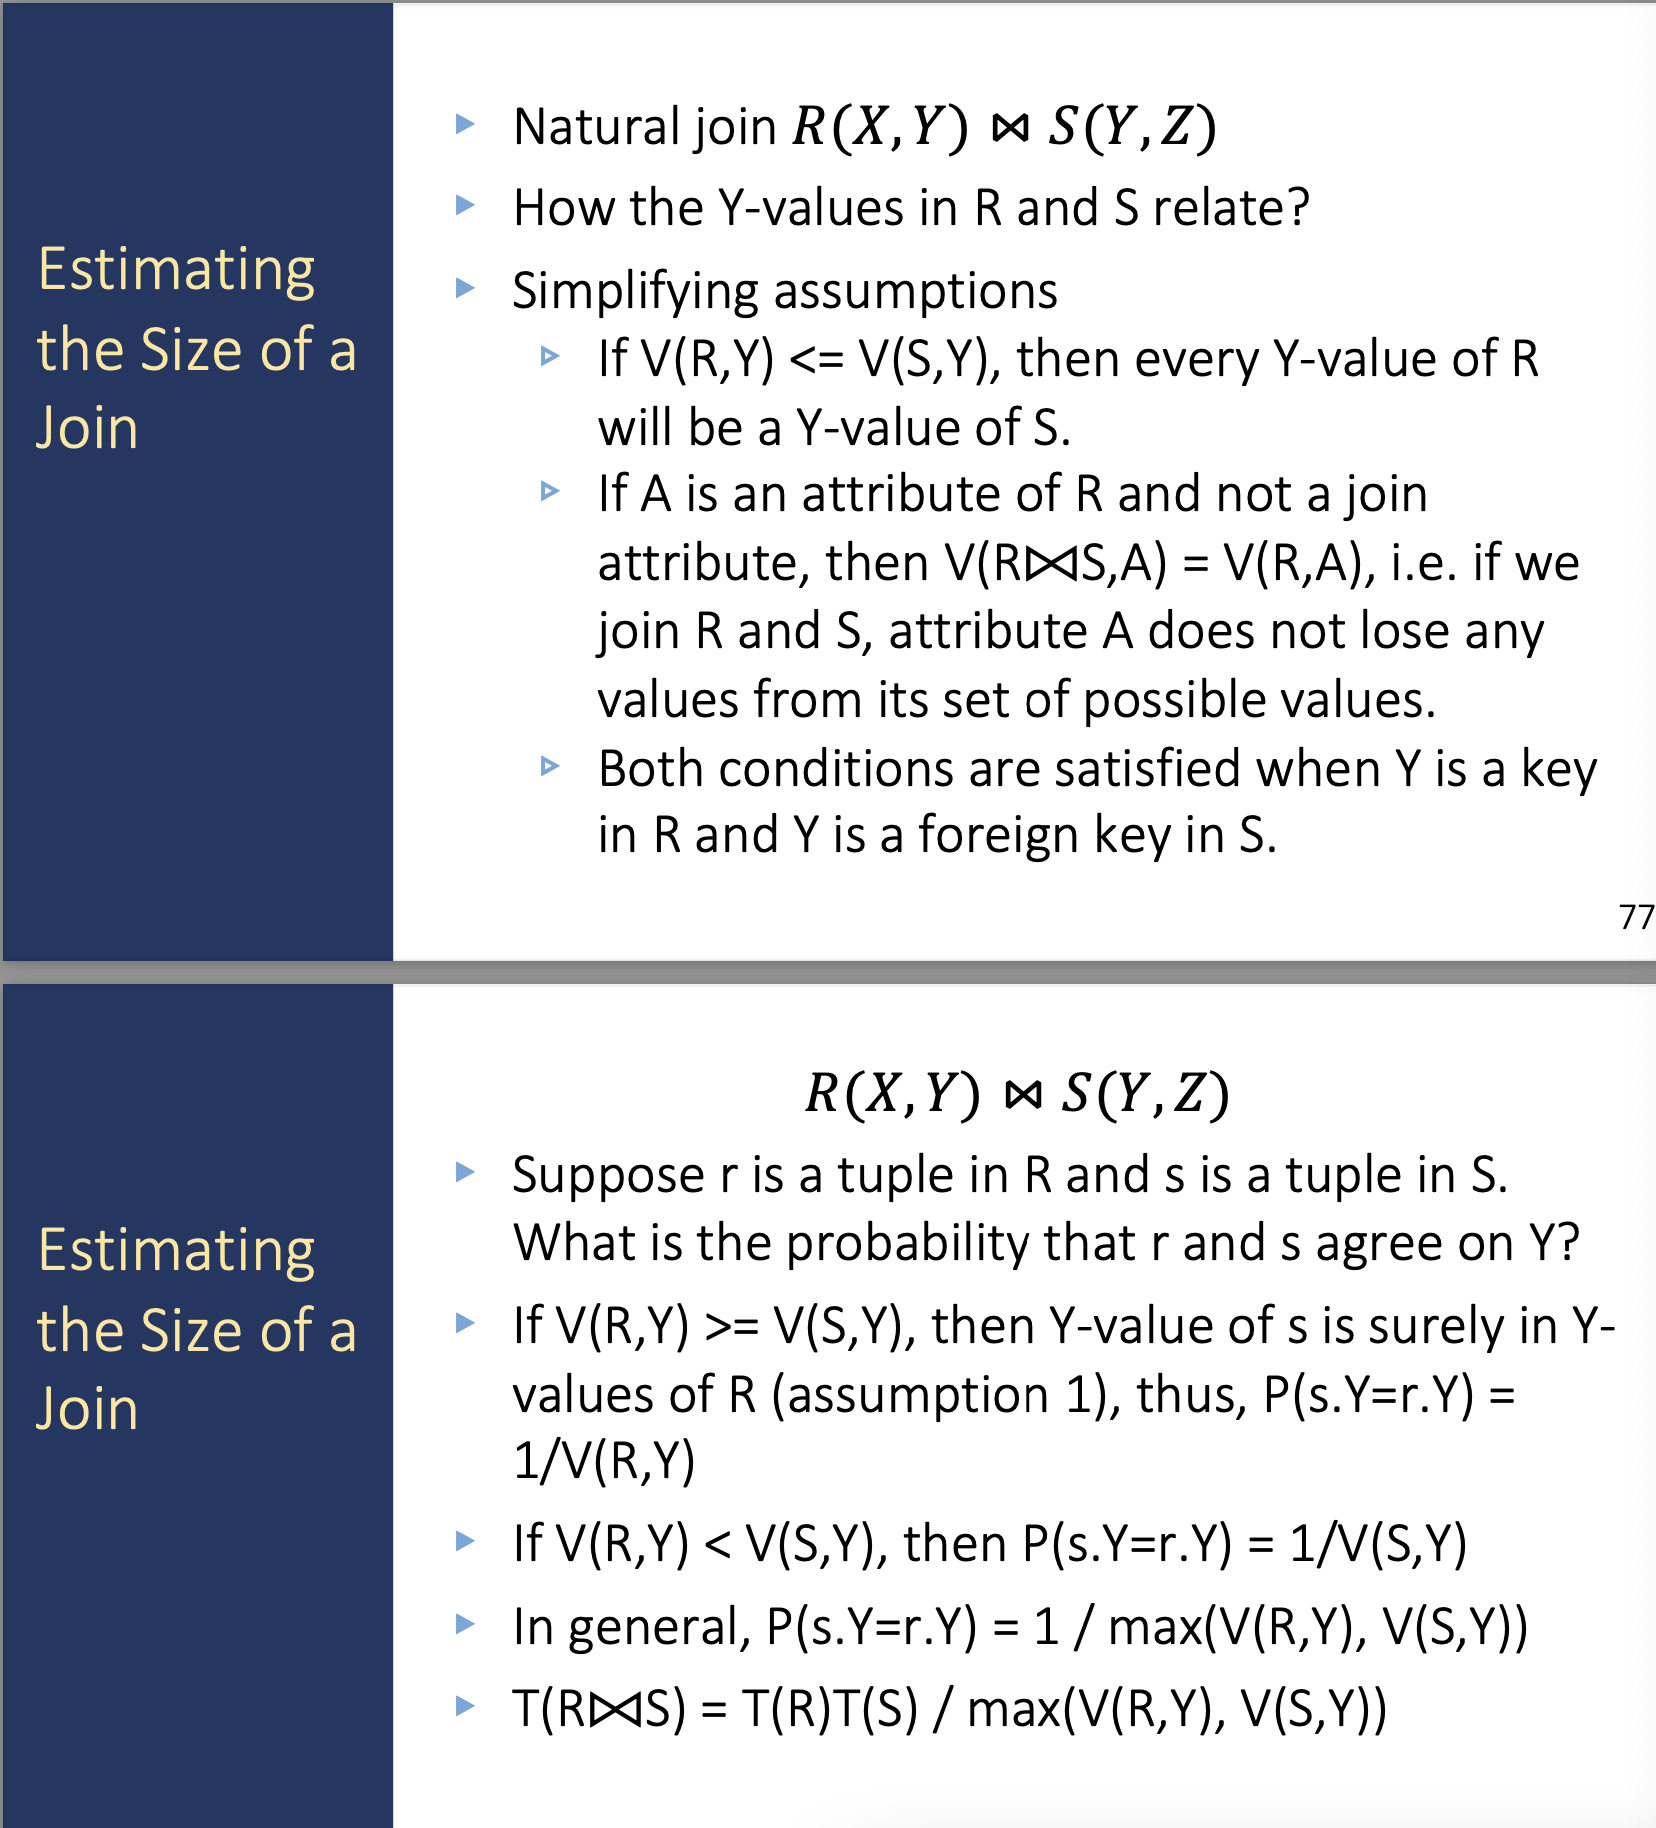 Estimating
the Size of a
Join
Natural join R(X, Y) ⋈ S(Y, Z)
How the Y-values in R and S relate?
Simplifying assumptions
If V(R,Y) <= V(S,Y), then every Y-value of R
will be a Y-value of S.
If A is an attribute of R and not a join
attribute, then V(R⋈S,A) = V(R,A), i.e. if we
join R and S, attribute A does not lose any
values from its set of possible values.
Both conditions are satisfied when Y is a key
in R and Y is a foreign key in S.
77
Estimating
the Size of a
Join
R(X, Y) ⋈ S(Y, Z)
Suppose r is a tuple in R and s is a tuple in S.
What is the probability that r and s agree on Y?
If V(R,Y) >= V(S,Y), then Y-value of s is surely in Y-
values of R (assumption 1), thus, P(s.Y=r.Y) =
1/V(R,Y)
If V(R,Y) < V(S,Y), then P(s.Y=r.Y) = 1/V(S,Y)
In general, P(s.Y=r.Y) = 1 / max(V(R,Y), V(S,Y))
T(R⋈S) = T(R)T(S) / max(V(R,Y), V(S,Y))